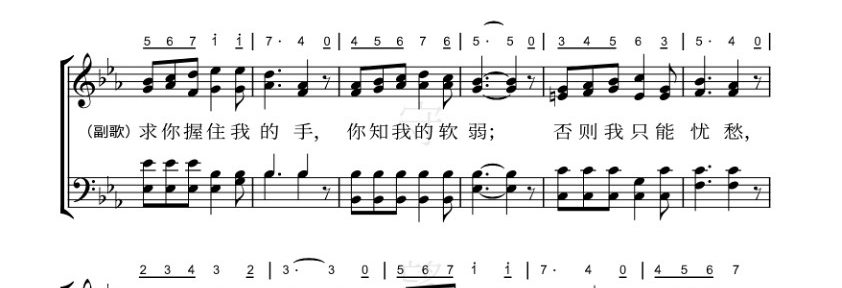 5 6 7 i i | 7· 4 0 | 4 5 6 7 6 | 5· 5 0 | 3 4 5 6 3 | 5· 4 0
(副歌) 求你握住我的手, 你知我的软弱; 否则我只能忧愁,
2 3 4 3 2 | 3· 3 0 | 5 6 7 i i | 7· 4 0 | 4 5 6 7